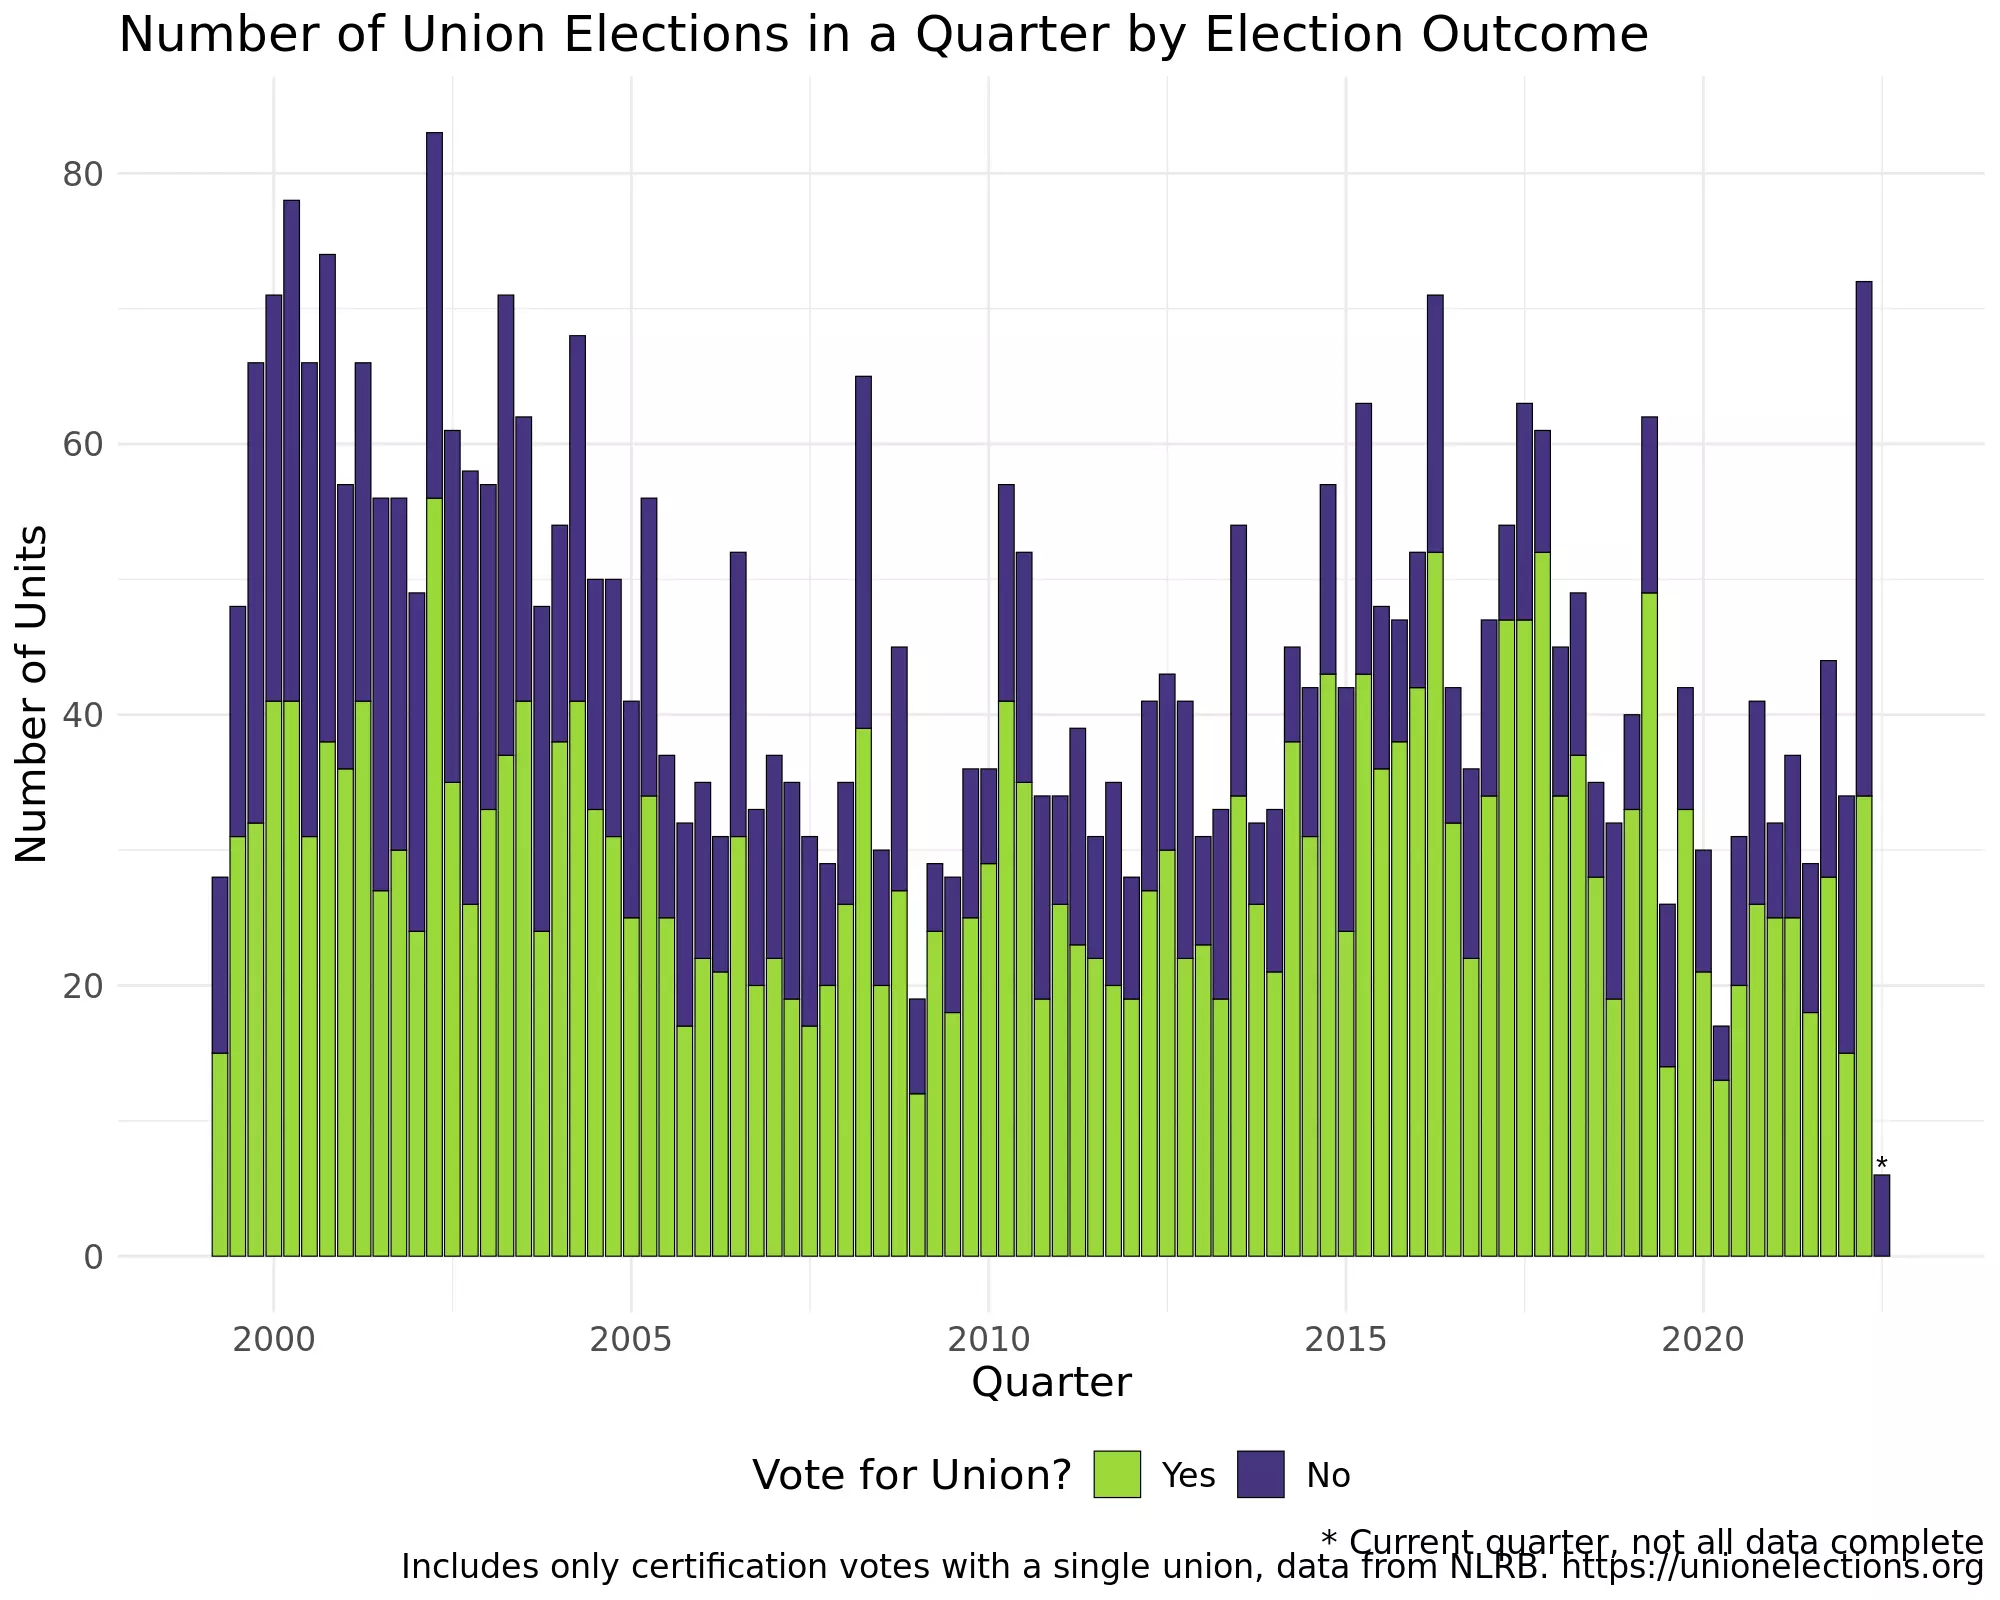 Number of Union Elections in a Quarter by Election Outcome
80
60
40
20
0
Number of Units
*
2000 2005 2010 2015 2020
Quarter
Vote for Union? Yes No
* Current quarter, not all data complete
Includes only certification votes with a single union, data from NLRB. https://unionelections.org